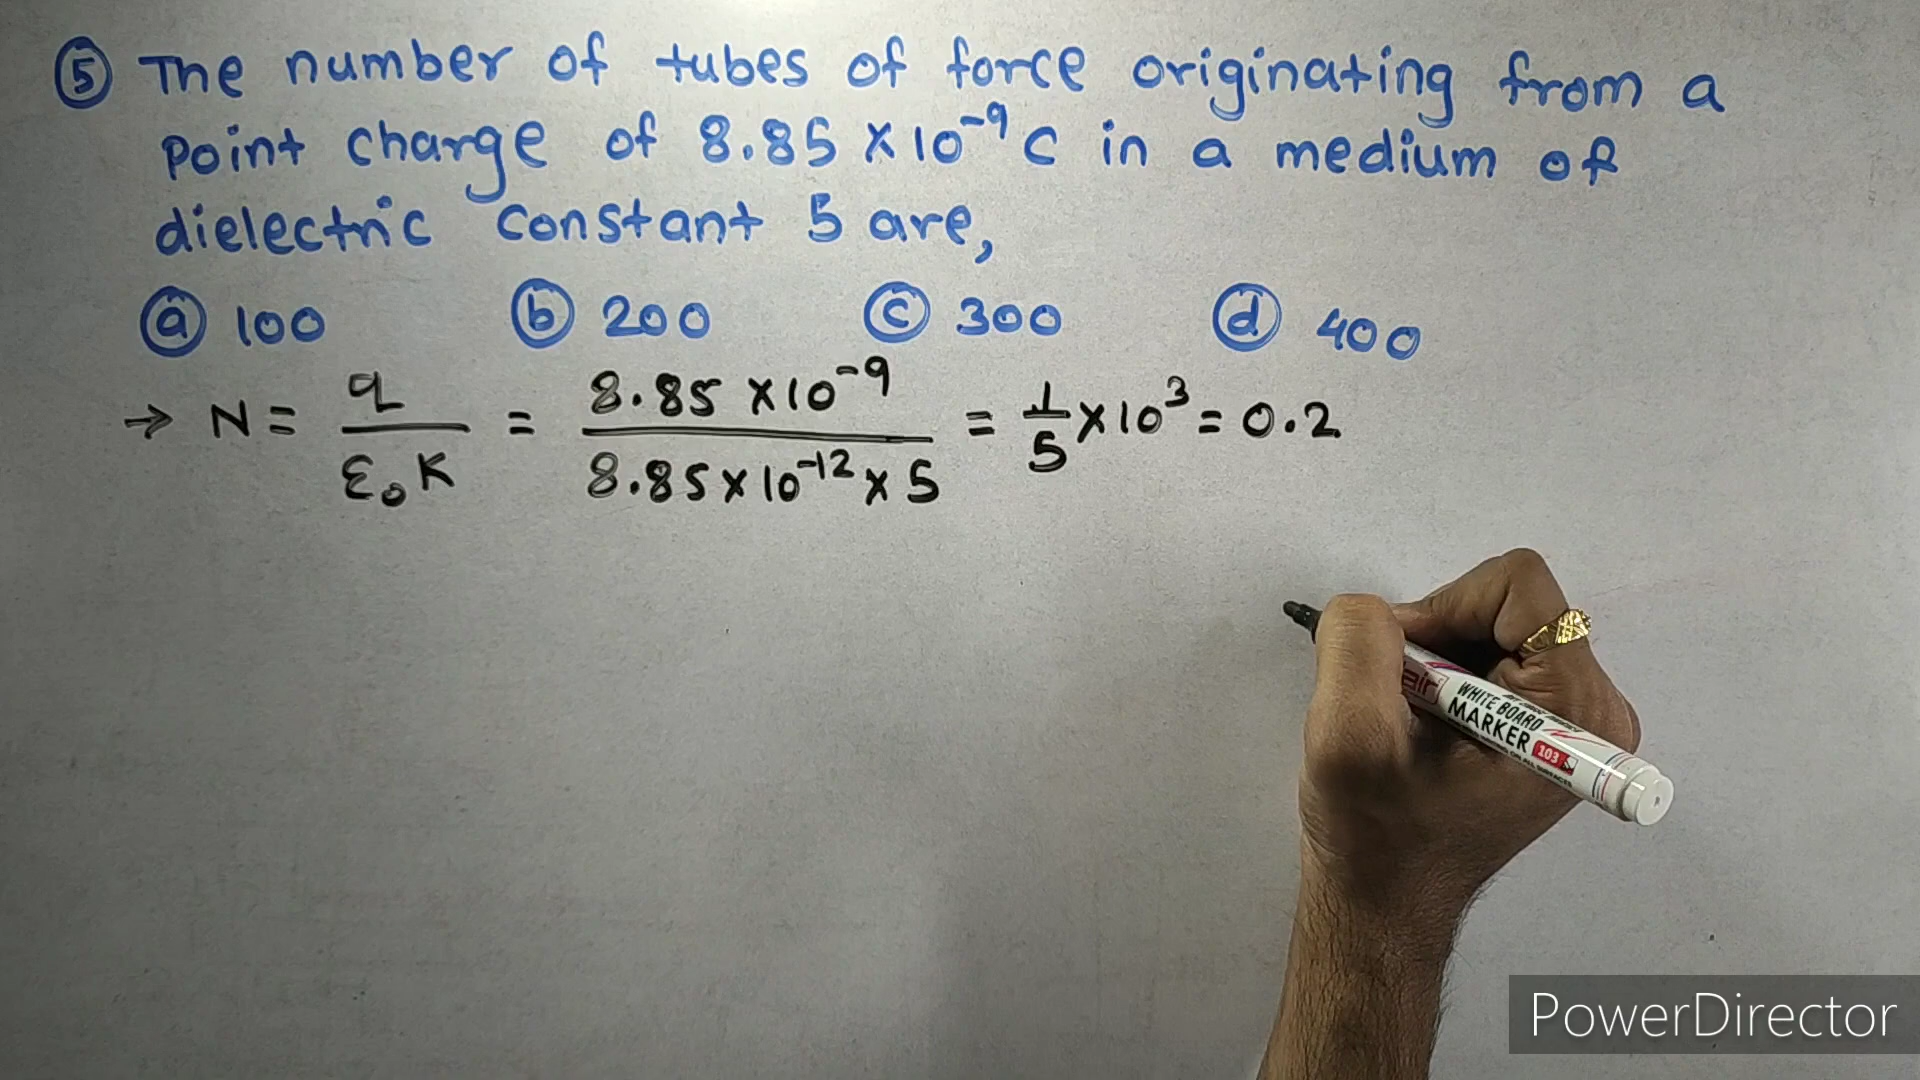 ⑤ The number of tubes of force originating from a
point charge of 8.85 × 10⁻⁹ C in a medium of
dielectric constant 5 are,
ⓐ 100 ⓑ 200 ⓒ 300 ⓓ 400
→ N = q / ε₀K = 8.85 × 10⁻⁹ / 8.85 × 10⁻¹² × 5 = 1/5 × 10³ = 0.2
air
WHITE BOARD
MARKER 103
PowerDirector